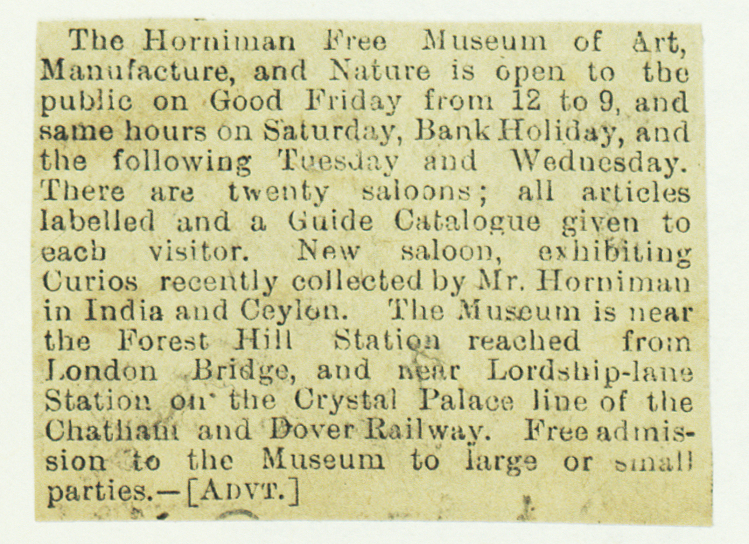 The Horniman Free Museum of Art,
Manufacture, and Nature is open to the
public on Good Friday from 12 to 9, and
same hours on Saturday, Bank Holiday, and
the following Tuesday and Wednesday.
There are twenty saloons; all articles
labelled and a Guide Catalogue given to
each visitor. New saloon, exhibiting
Curios recently collected by Mr. Horniman
in India and Ceylon. The Museum is near
the Forest Hill Station reached from
London Bridge, and near Lordship-lane
Station on the Crystal Palace line of the
Chatham and Dover Railway. Free admis-
sion to the Museum to large or small
parties.—[ADVT.]